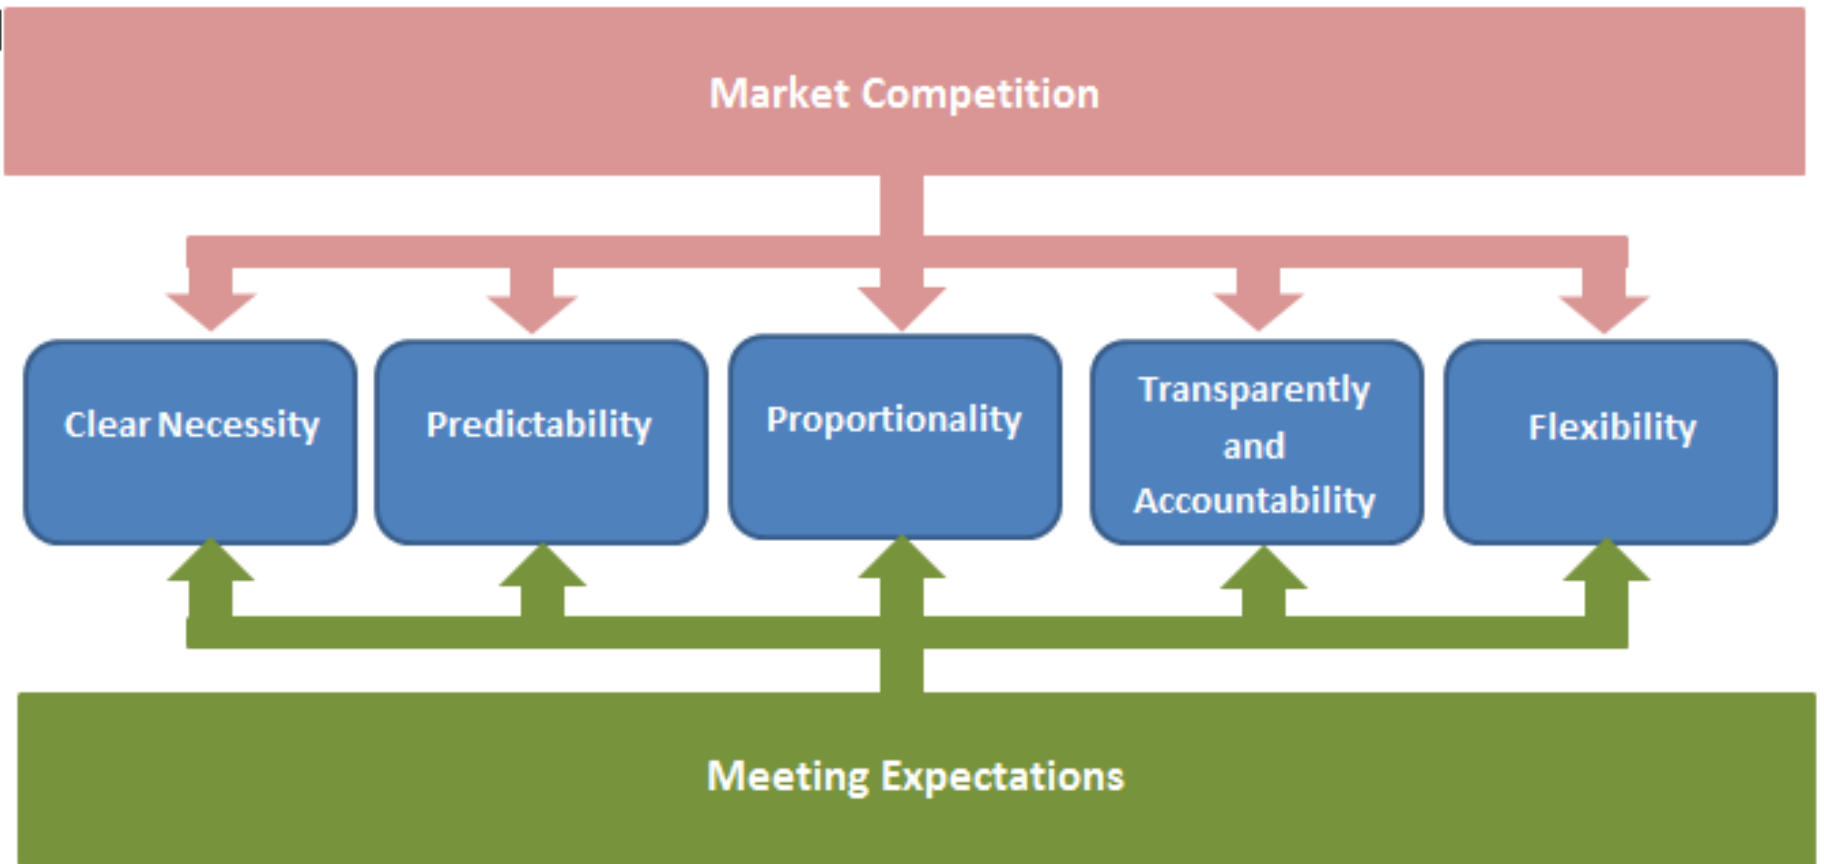 Market Competition
Clear Necessity
Predictability
Proportionality
Transparently
and
Accountability
Flexibility
Meeting Expectations